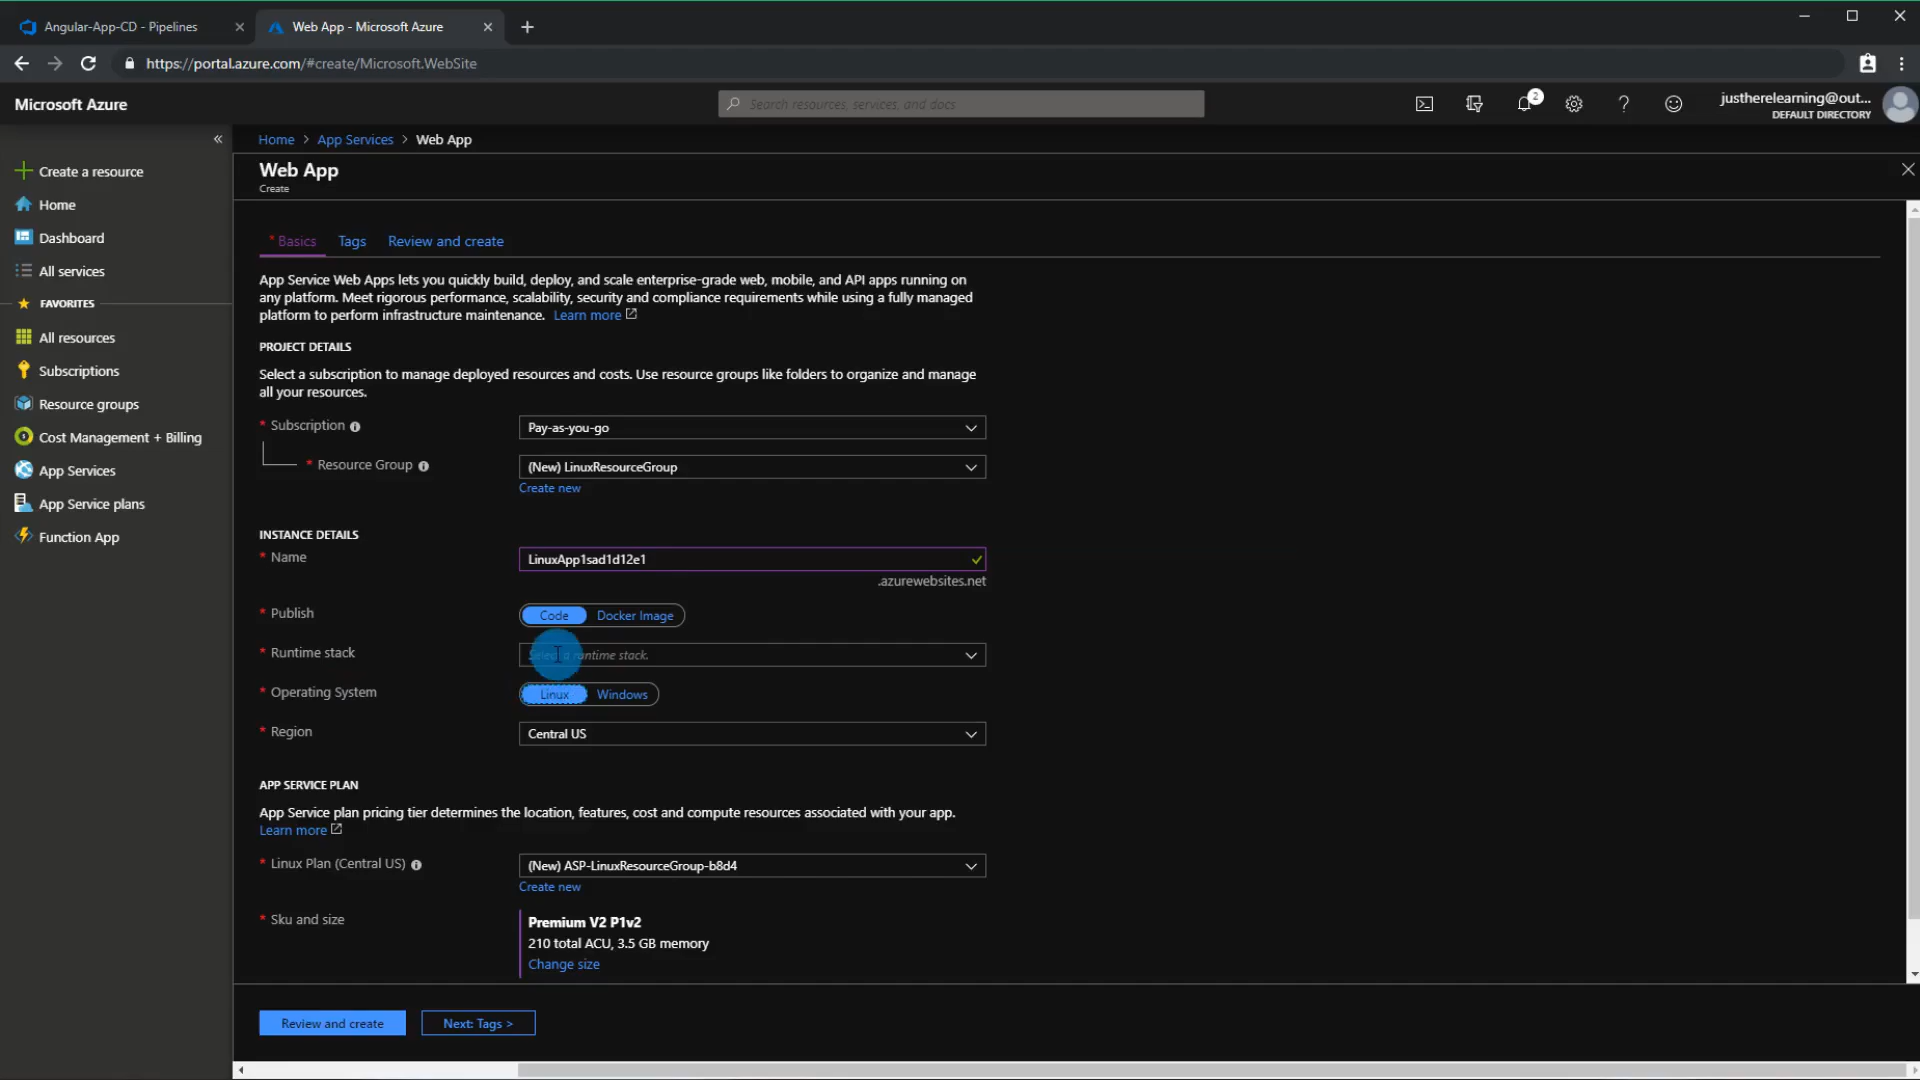 Angular-App-CD - Pipelines
Web App - Microsoft Azure
https://portal.azure.com/#create/Microsoft.WebSite
Microsoft Azure
Search resources, services, and docs
2
justtherelearning@out...
DEFAULT DIRECTORY
Create a resource
Home
Dashboard
All services
FAVORITES
All resources
Subscriptions
Resource groups
Cost Management + Billing
App Services
App Service plans
Function App
Home > App Services > Web App
Web App
Create
* Basics Tags Review and create
App Service Web Apps lets you quickly build, deploy, and scale enterprise-grade web, mobile, and API apps running on
any platform. Meet rigorous performance, scalability, security and compliance requirements while using a fully managed
platform to perform infrastructure maintenance. Learn more
PROJECT DETAILS
Select a subscription to manage deployed resources and costs. Use resource groups like folders to organize and manage
all your resources.
* Subscription Pay-as-you-go
* Resource Group (New) LinuxResourceGroup
Create new
INSTANCE DETAILS
* Name LinuxApp1sad1d12e1
.azurewebsites.net
* Publish Code Docker Image
* Runtime stack Select a runtime stack.
* Operating System Linux Windows
* Region Central US
APP SERVICE PLAN
App Service plan pricing tier determines the location, features, cost and compute resources associated with your app.
Learn more
* Linux Plan (Central US) (New) ASP-LinuxResourceGroup-b8d4
Create new
* Sku and size Premium V2 P1v2
210 total ACU, 3.5 GB memory
Change size
Review and create Next: Tags >